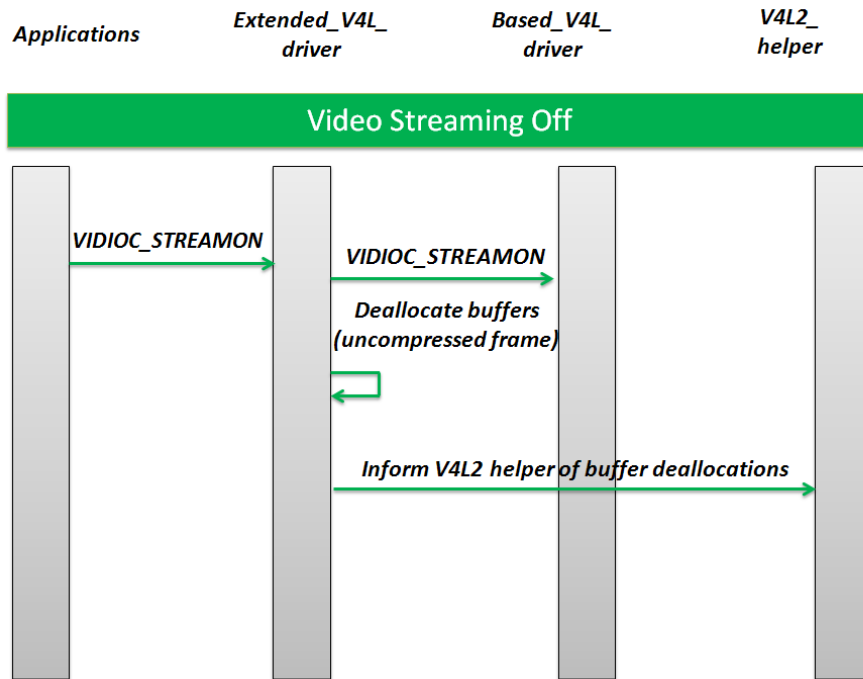 Applications
Extended_V4L_
driver
Based_V4L_
driver
V4L2_
helper
Video Streaming Off
VIDIOC_STREAMON
VIDIOC_STREAMON
Deallocate buffers
(uncompressed frame)
Inform V4L2 helper of buffer deallocations